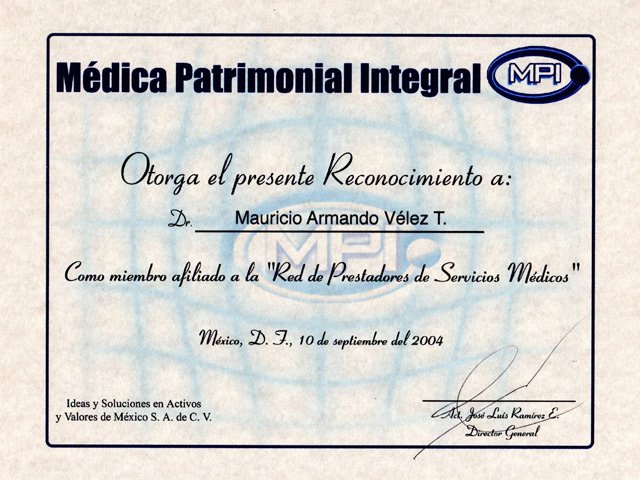 Médica Patrimonial Integral MPI
Otorga el presente Reconocimiento a:
Dr. Mauricio Armando Vélez T.
MPI
Como miembro afiliado a la "Red de Prestadores de Servicios Médicos"
México, D. F., 10 de septiembre del 2004
Ideas y Soluciones en Activos
y Valores de México S. A. de C. V.
Act. José Luis Ramírez E.
Director General